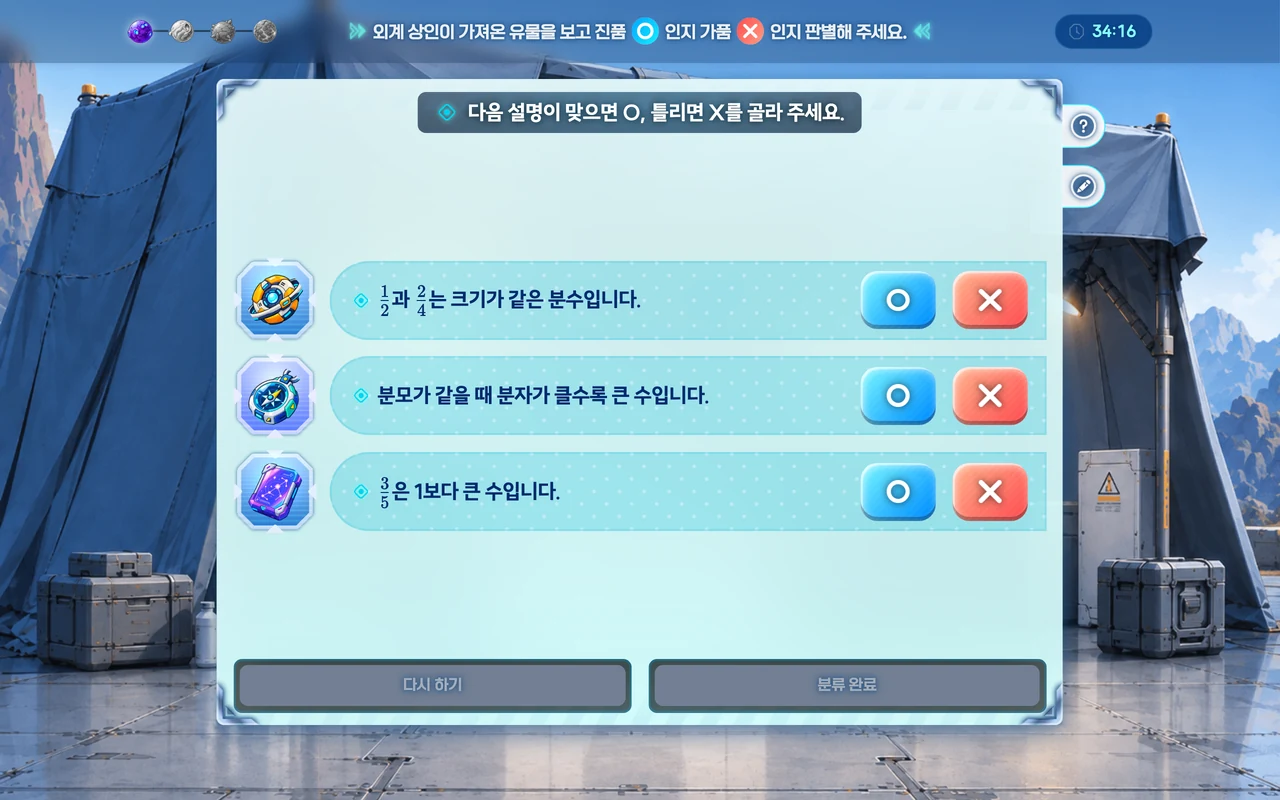 외계 상인이 가져온 유물을 보고 진품 O 인지 가품 X 인지 판별해 주세요.
34:16
다음 설명이 맞으면 O, 틀리면 X를 골라 주세요.
?
1/2과 2/4는 크기가 같은 분수입니다.
O X
분모가 같을 때 분자가 클수록 큰 수입니다.
O X
3/5은 1보다 큰 수입니다.
O X
다시 하기
분류 완료